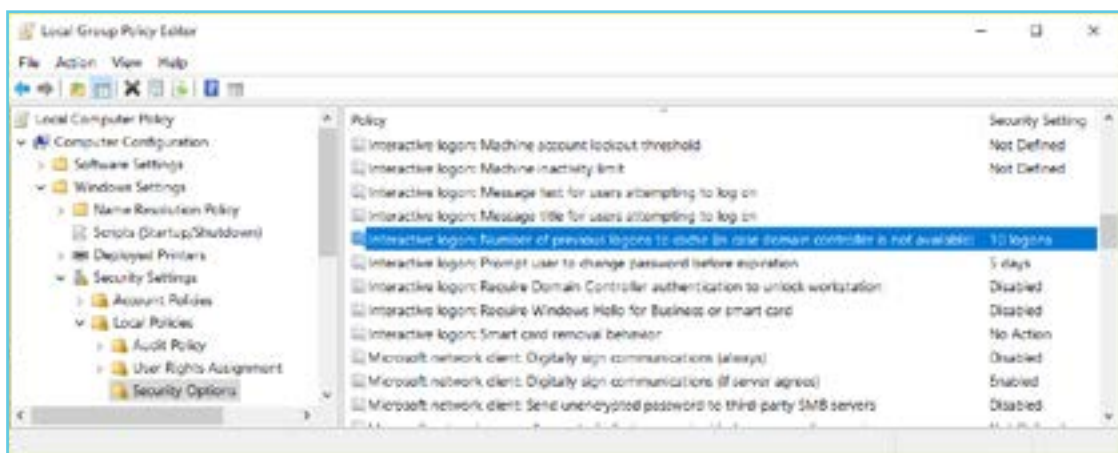 Local Group Policy Editor
File Action View Help
Local Computer Policy
Computer Configuration
Software Settings
Windows Settings
Name Resolution Policy
Scripts (Startup/Shutdown)
Deployed Printers
Security Settings
Account Policies
Local Policies
Audit Policy
User Rights Assignment
Security Options
Policy Security Setting
Interactive logon: Machine account lockout threshold Not Defined
Interactive logon: Machine inactivity limit Not Defined
Interactive logon: Message text for users attempting to log on
Interactive logon: Message title for users attempting to log on
Interactive logon: Number of previous logons to cache (in case domain controller is not available) 10 logons
Interactive logon: Prompt user to change password before expiration 5 days
Interactive logon: Require Domain Controller authentication to unlock workstation Disabled
Interactive logon: Require Windows Hello for Business or smart card Disabled
Interactive logon: Smart card removal behavior No Action
Microsoft network client: Digitally sign communications (always) Disabled
Microsoft network client: Digitally sign communications (if server agrees) Enabled
Microsoft network client: Send unencrypted password to third-party SMB servers Disabled